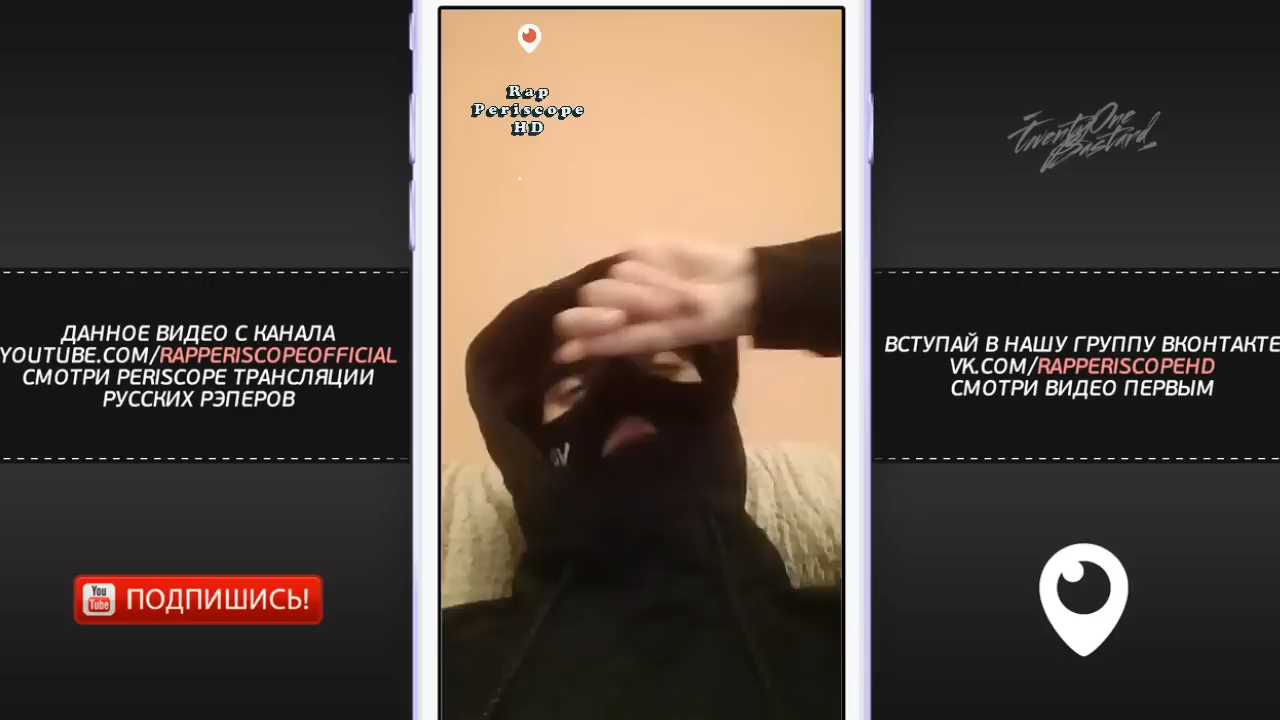 Rap
Periscope
HD
TwentyOne
Bastard
ДАННОЕ ВИДЕО С КАНАЛА
YOUTUBE.COM/RAPPERISCOPEOFFICIAL
СМОТРИ PERISCOPE ТРАНСЛЯЦИИ
РУССКИХ РЭПЕРОВ
ВСТУПАЙ В НАШУ ГРУППУ ВКОНТАКТЕ
VK.COM/RAPPERISCOPEHD
СМОТРИ ВИДЕО ПЕРВЫМ
You
Tube
ПОДПИШИСЬ!